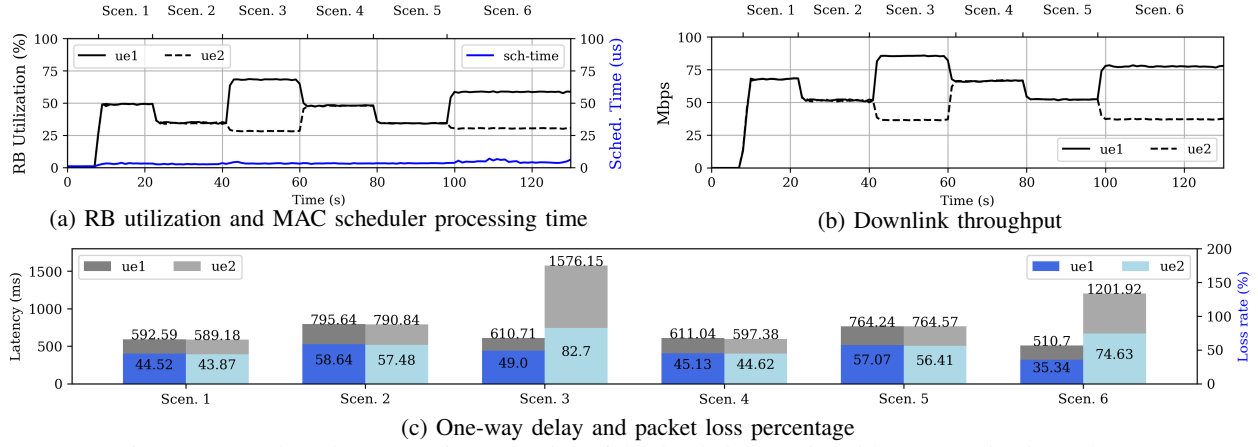 Scen. 1 Scen. 2 Scen. 3 Scen. 4 Scen. 5 Scen. 6
100 75 50 25 0
RB Utilization (%)
ue1 ue2
sch-time
100 75 50 25 0
Sched. Time (us)
0 20 40 60 80 100 120
Time (s)
(a) RB utilization and MAC scheduler processing time
Scen. 1 Scen. 2 Scen. 3 Scen. 4 Scen. 5 Scen. 6
100 75 50 25 0
Mbps
ue1 ue2
0 20 40 60 80 100 120
Time (s)
(b) Downlink throughput
1500 1000 500 0
Latency (ms)
ue1 ue2
ue1 ue2
200 150 100 50 0
Loss rate (%)
592.59 589.18 795.64 790.84 610.71 1576.15 611.04 597.38 764.24 764.57 510.7 1201.92
44.52 43.87 58.64 57.48 49.0 82.7 45.13 44.62 57.07 56.41 35.34 74.63
Scen. 1 Scen. 2 Scen. 3 Scen. 4 Scen. 5 Scen. 6
(c) One-way delay and packet loss percentage